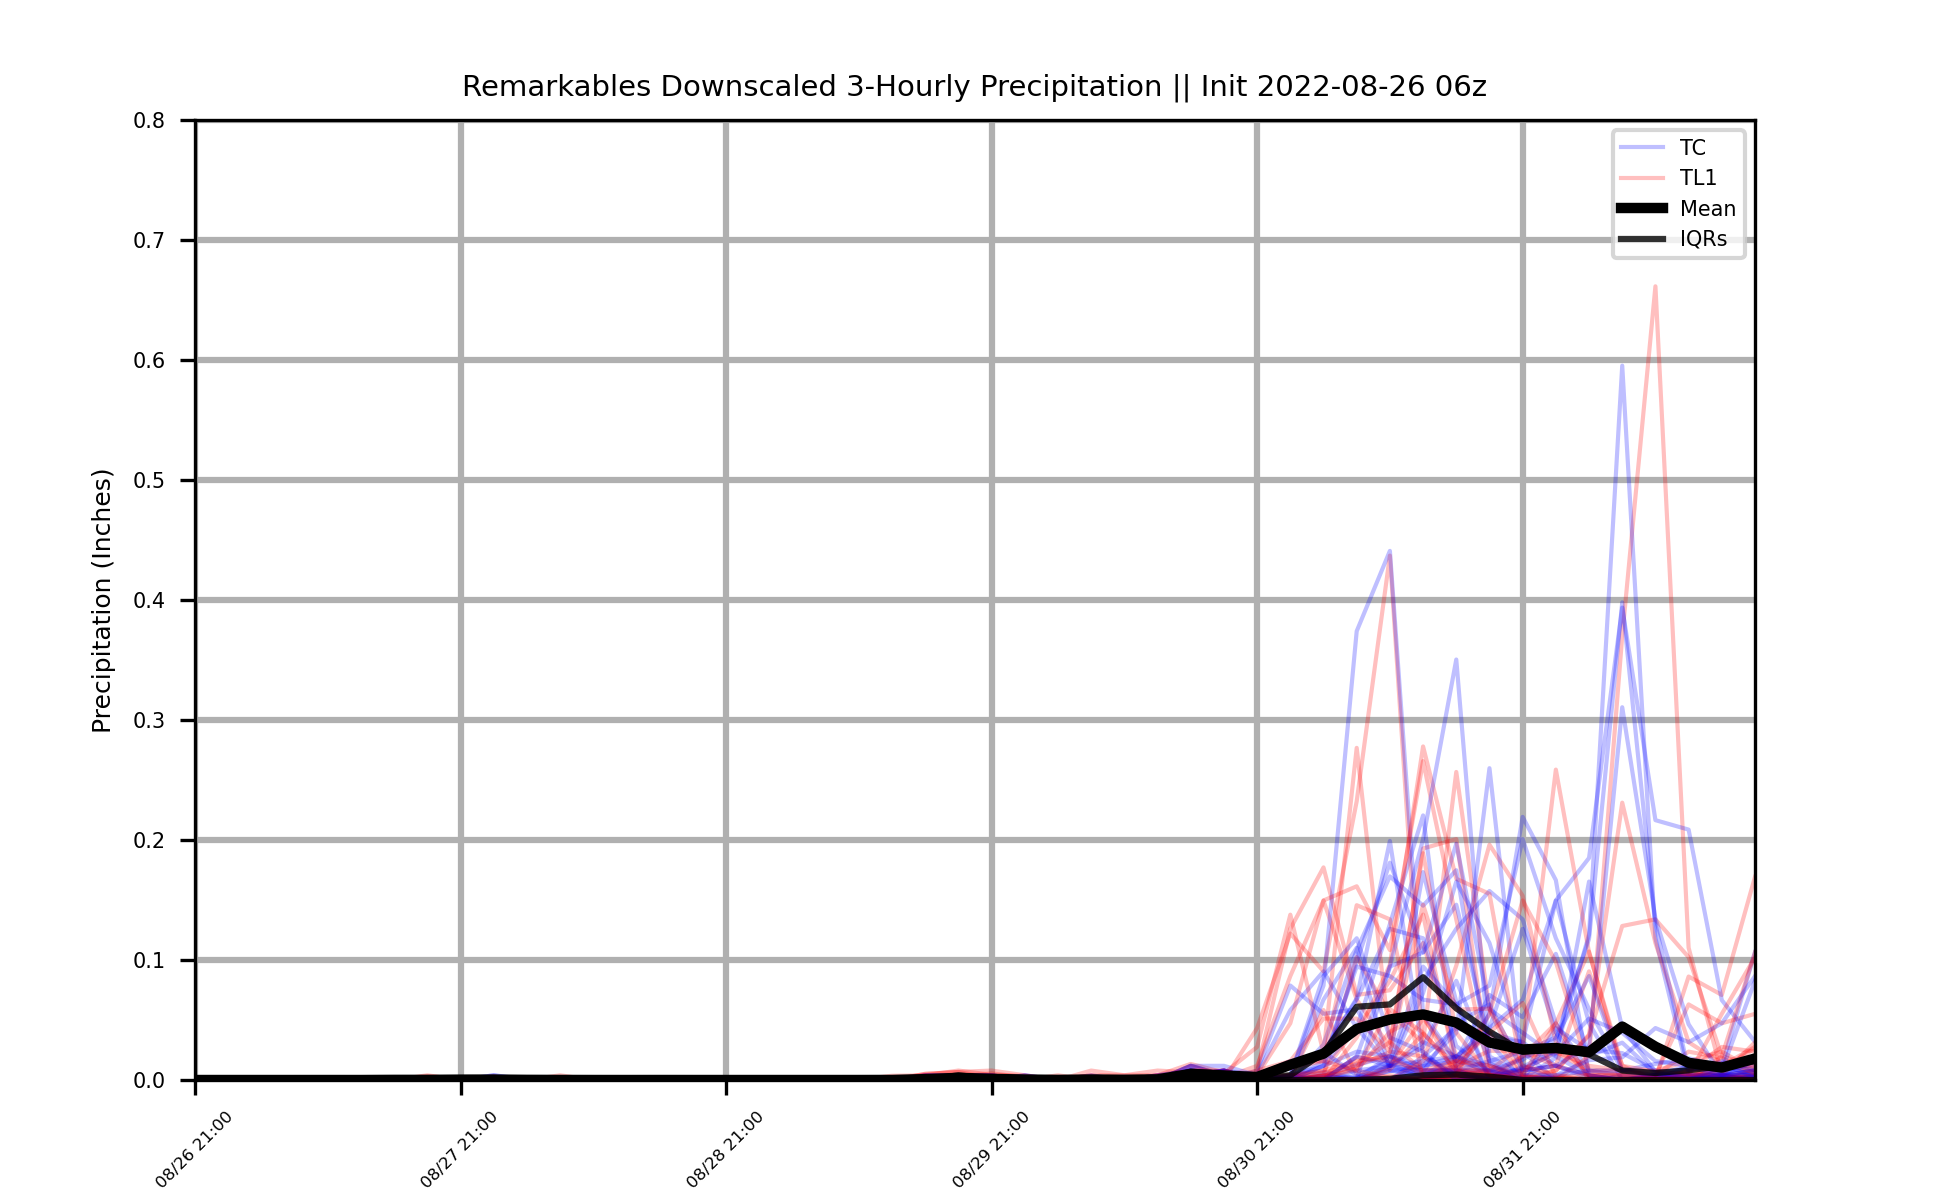 Remarkables Downscaled 3-Hourly Precipitation || Init 2022-08-26 06z
Precipitation (Inches)
0.8
0.7
0.6
0.5
0.4
0.3
0.2
0.1
0.0
TC
TL1
Mean
IQRs
08/26 21:00
08/27 21:00
08/28 21:00
08/29 21:00
08/30 21:00
08/31 21:00